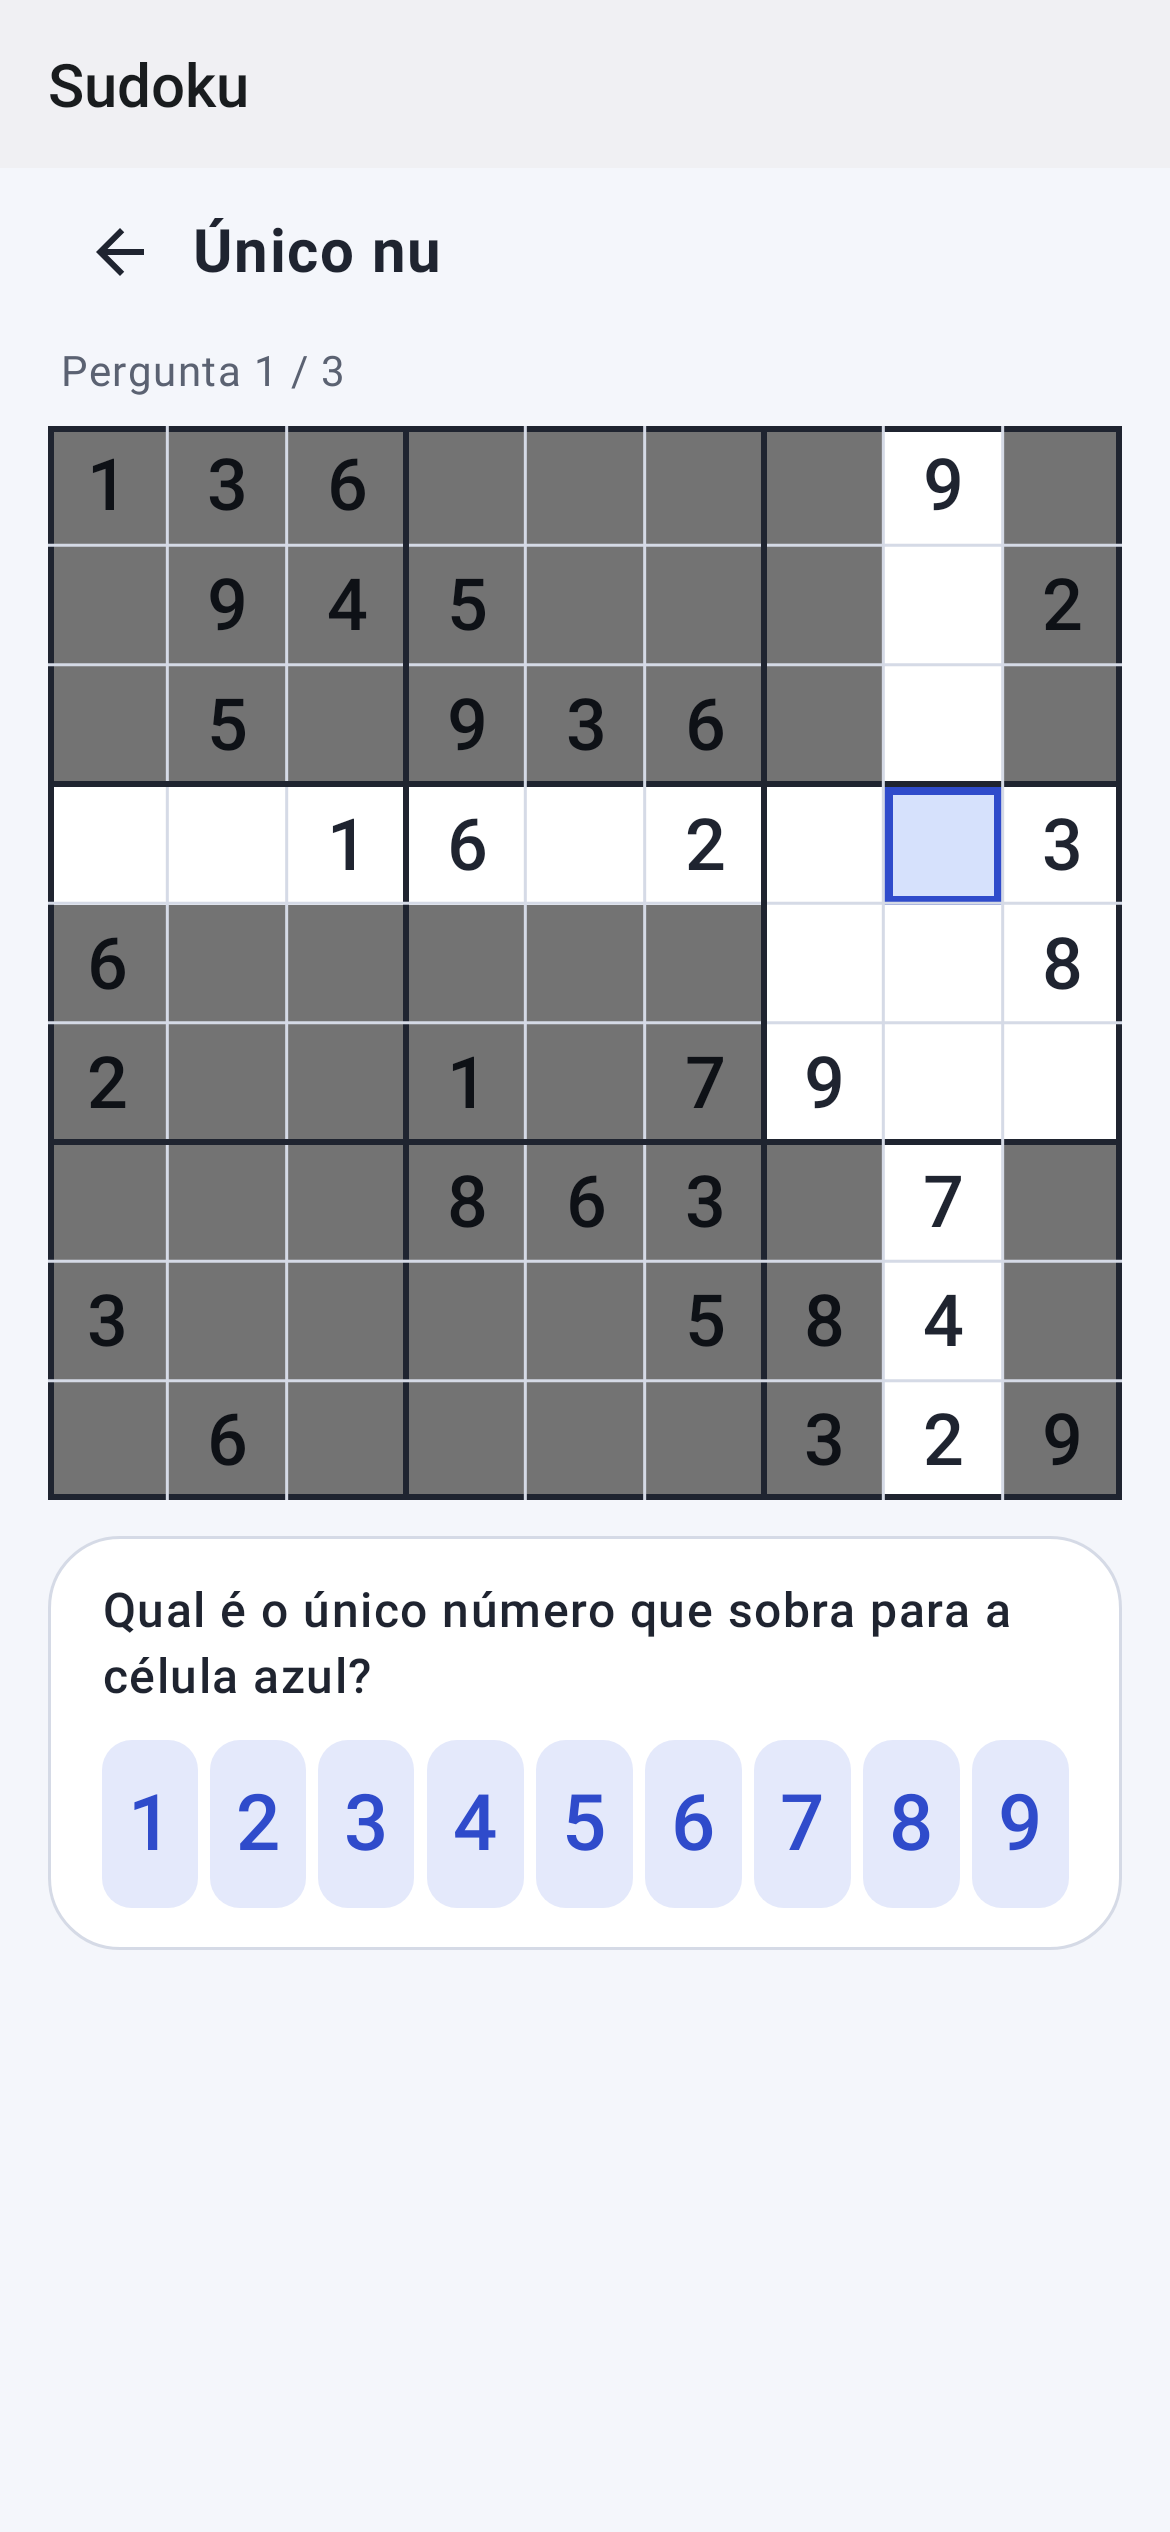 Sudoku
Único nu
Pergunta 1 / 3
1 3 6 9
9 4 5 2
5 9 3 6
1 6 2 3
6 8
2 1 7 9
8 6 3 7
3 5 8 4
6 3 2 9
Qual é o único número que sobra para a
célula azul?
1 2 3 4 5 6 7 8 9